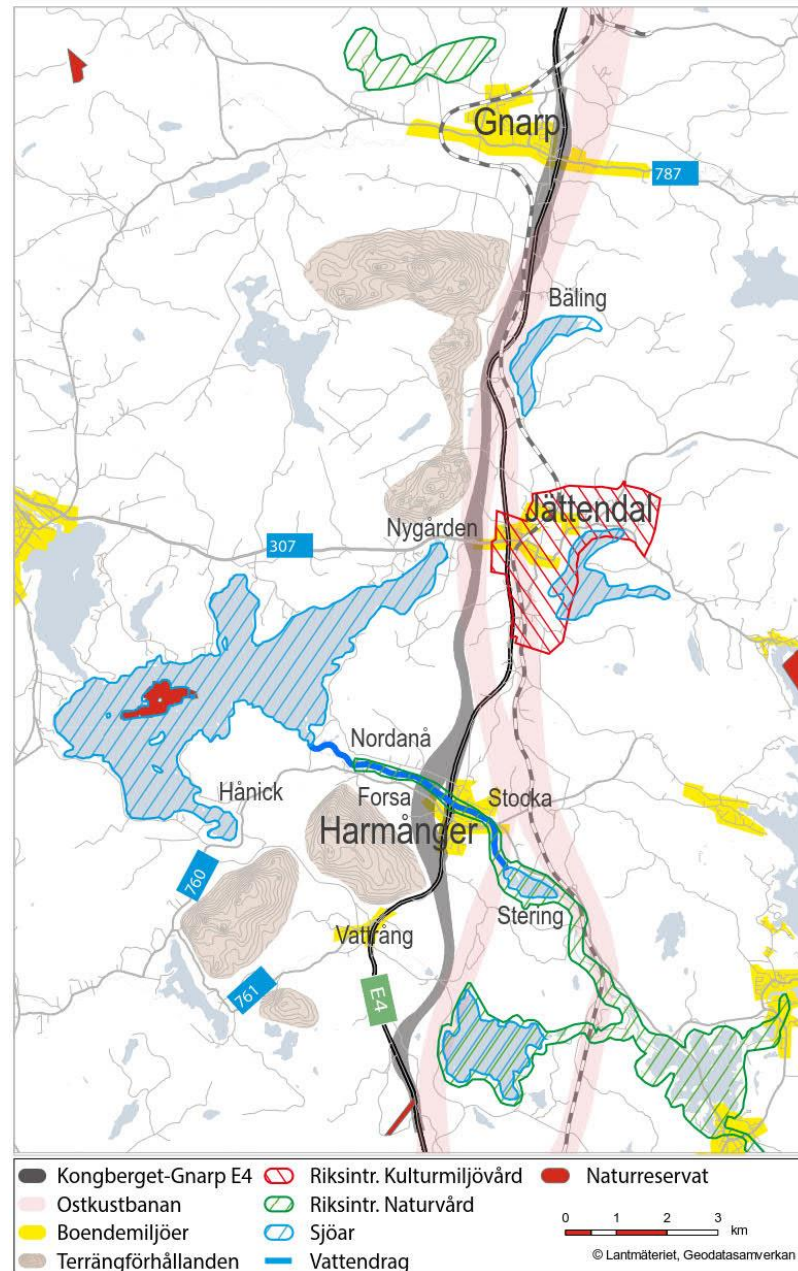 Gnarp
787
Bäling
Jättendal
Nygården
307
Nordanå
Hånick
Forsa
Stocka
Harmånger
760
Stering
Vattrång
761
E4
Kongberget-Gnarp E4
Riksintr. Kulturmiljövård
Naturreservat
Ostkustbanan
Riksintr. Naturvård
Boendemiljöer
Sjöar
0 1 2 3 km
Terrängförhållanden
Vattendrag
© Lantmäteriet, Geodatasamverkan